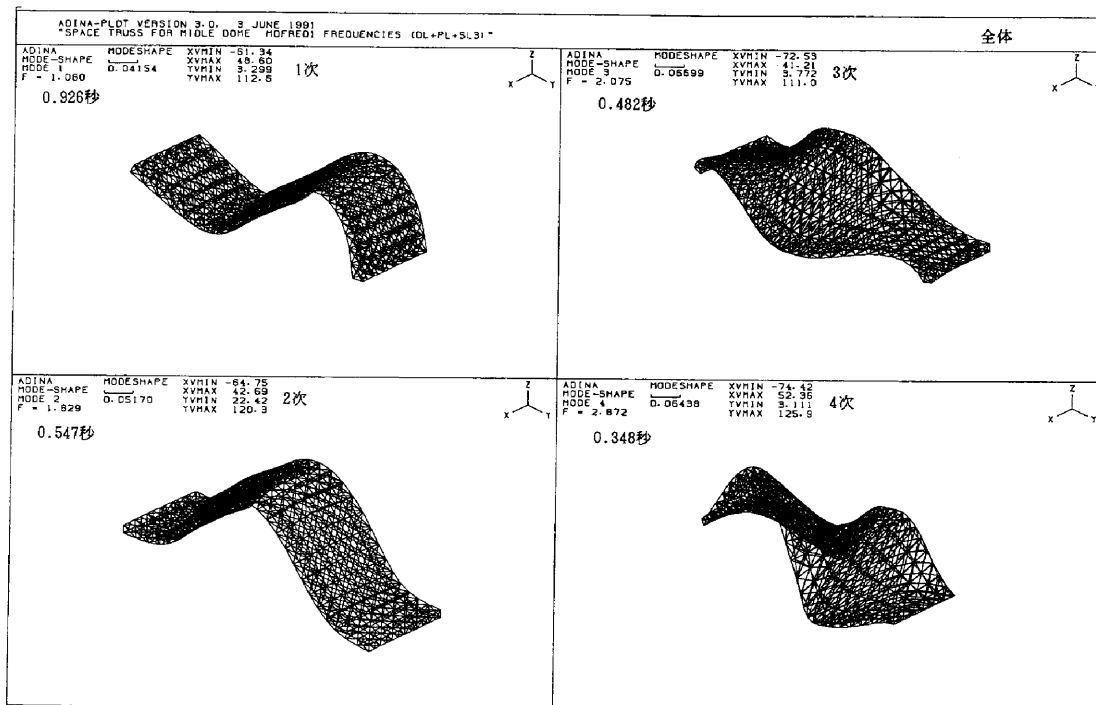 ADINA-PLOT VERSION 3.0, 3 JUNE 1991
"SPACE TRUSS FOR MIDLE DOME MDFREQ1 FREQUENCIES (DL+PL+SL3)"
全体
ADINA MODESHAPE XVMIN -61.34
MODE-SHAPE XVMAX 48.60
MODE 1 0.04154 YVMIN 3.299
F = 1.080 YVMAX 112.6
1次
0.926秒
Z
X Y
ADINA MODESHAPE XVMIN -72.53
MODE-SHAPE XVMAX 41.21
MODE 3 0.06699 YVMIN 3.772
F = 2.075 YVMAX 111.0
3次
0.482秒
Z
X Y
ADINA MODESHAPE XVMIN -64.75
MODE-SHAPE XVMAX 42.69
MODE 2 0.05170 YVMIN 22.42
F = 1.829 YVMAX 120.3
2次
0.547秒
Z
X Y
ADINA MODESHAPE XVMIN -74.42
MODE-SHAPE XVMAX 52.36
MODE 4 0.06438 YVMIN 3.111
F = 2.872 YVMAX 125.9
4次
0.348秒
Z
X Y